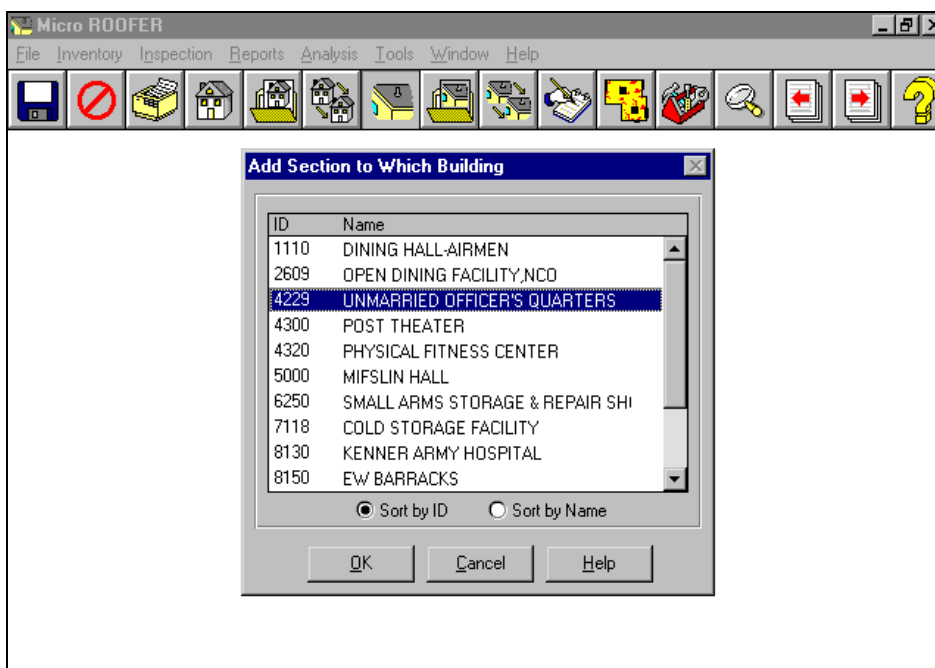 Micro ROOFER
File Inventory Inspection Reports Analysis Tools Window Help
Add Section to Which Building
ID Name
1110 DINING HALL-AIRMEN
2609 OPEN DINING FACILITY,NCO
4229 UNMARRIED OFFICER'S QUARTERS
4300 POST THEATER
4320 PHYSICAL FITNESS CENTER
5000 MIFSLIN HALL
6250 SMALL ARMS STORAGE & REPAIR SH
7118 COLD STORAGE FACILITY
8130 KENNER ARMY HOSPITAL
8150 EW BARRACKS
Sort by ID Sort by Name
OK Cancel Help